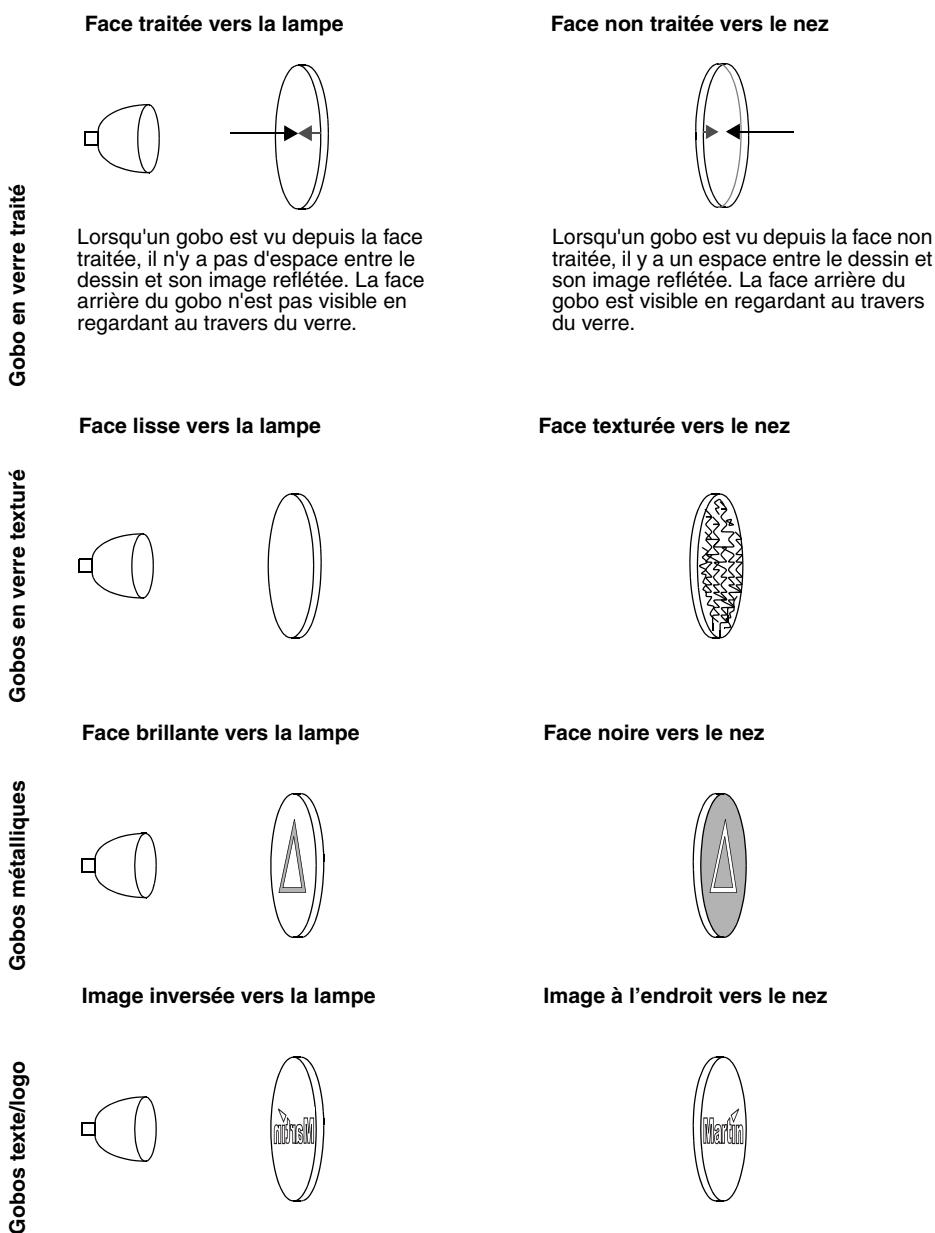 Face traitée vers la lampe
Face non traitée vers le nez
Gobo en verre traité
Lorsqu'un gobo est vu depuis la face
traitée, il n'y a pas d'espace entre le
dessin et son image reflétée. La face
arrière du gobo n'est pas visible en
regardant au travers du verre.
Lorsqu'un gobo est vu depuis la face non
traitée, il y a un espace entre le dessin et
son image reflétée. La face arrière du
gobo est visible en regardant au travers
du verre.
Face lisse vers la lampe
Face texturée vers le nez
Gobos en verre texturé
Face brillante vers la lampe
Face noire vers le nez
Gobos métalliques
Image inversée vers la lampe
Image à l’endroit vers le nez
Gobos texte/logo
Martin
Martin